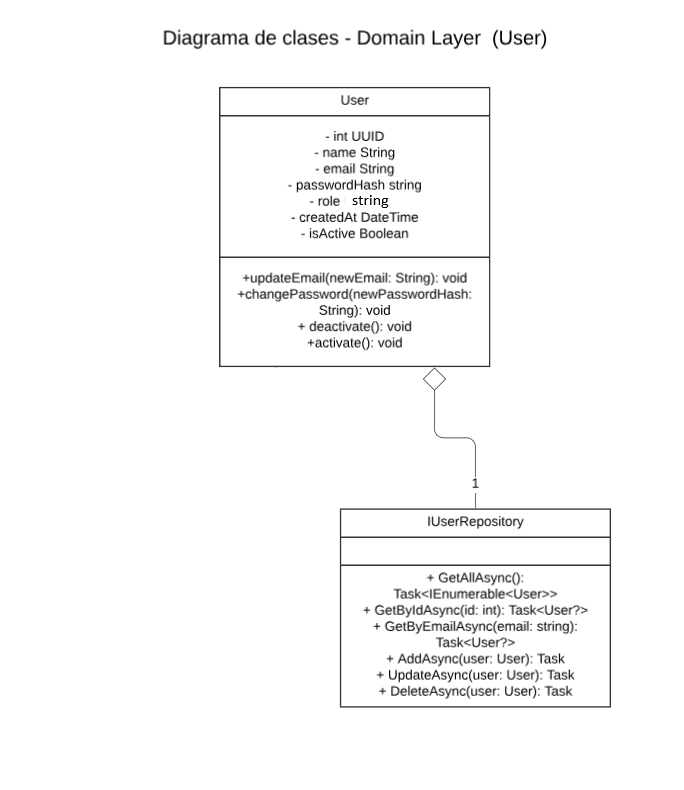 Diagrama de clases - Domain Layer (User)
User
- int UUID
- name String
- email String
- passwordHash string
- role string
- createdAt DateTime
- isActive Boolean
+updateEmail(newEmail: String): void
+changePassword(newPasswordHash:
String): void
+ deactivate(): void
+activate(): void
1
IUserRepository
+ GetAllAsync():
Task<IEnumerable<User>>
+ GetByIdAsync(id: int): Task<User?>
+ GetByEmailAsync(email: string):
Task<User?>
+ AddAsync(user: User): Task
+ UpdateAsync(user: User): Task
+ DeleteAsync(user: User): Task